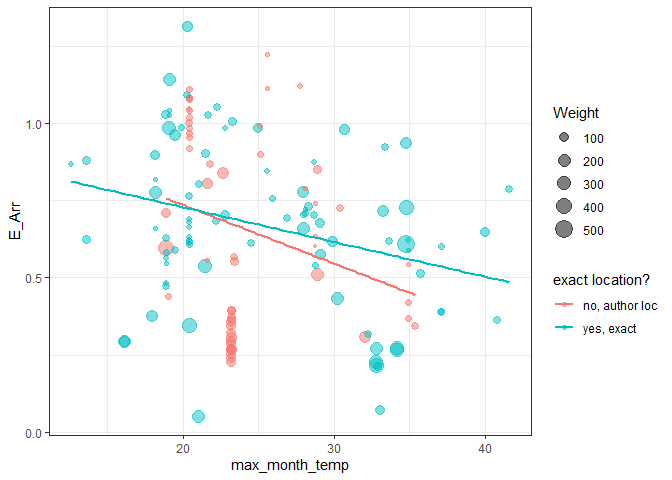 E_Arr
1.0
0.5
0.0
20
30
40
max_month_temp
Weight
100
200
300
400
500
exact location?
no, author loc
yes, exact